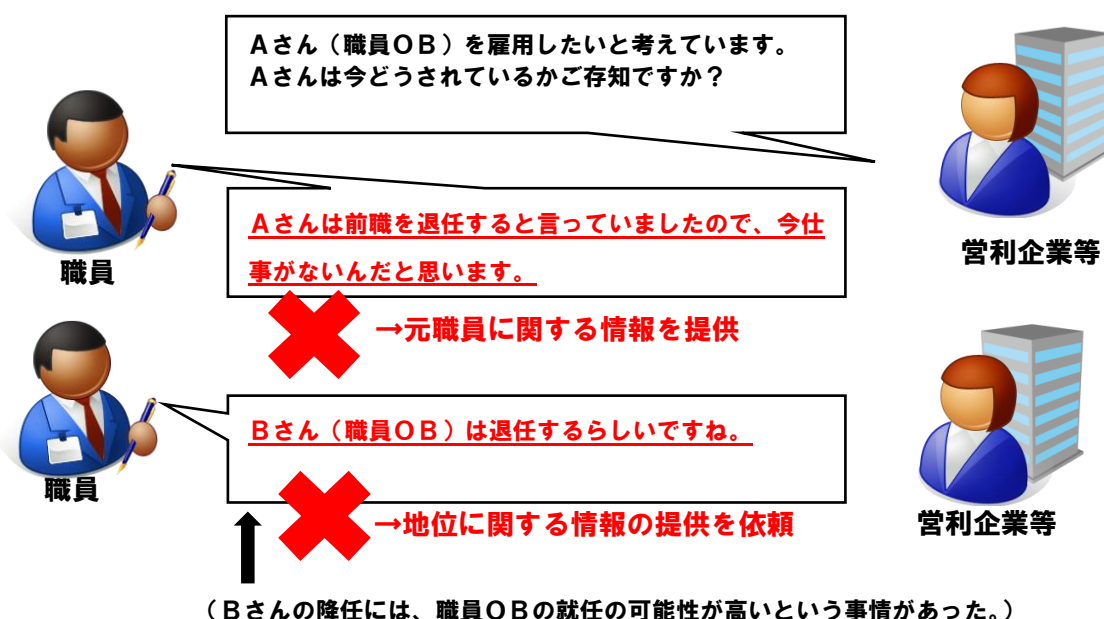 Aさん（職員OB）を雇用したいと考えています。
Aさんは今どうされているかご存知ですか？
Aさんは前職を退任すると言っていましたので、今仕
事がないんだと思います。
職員
営利企業等
→元職員に関する情報を提供
Bさん（職員OB）は退任するらしいですね。
職員
営利企業等
→地位に関する情報の提供を依頼
（Bさんの降任には、職員OBの就任の可能性が高いという事情があった。）